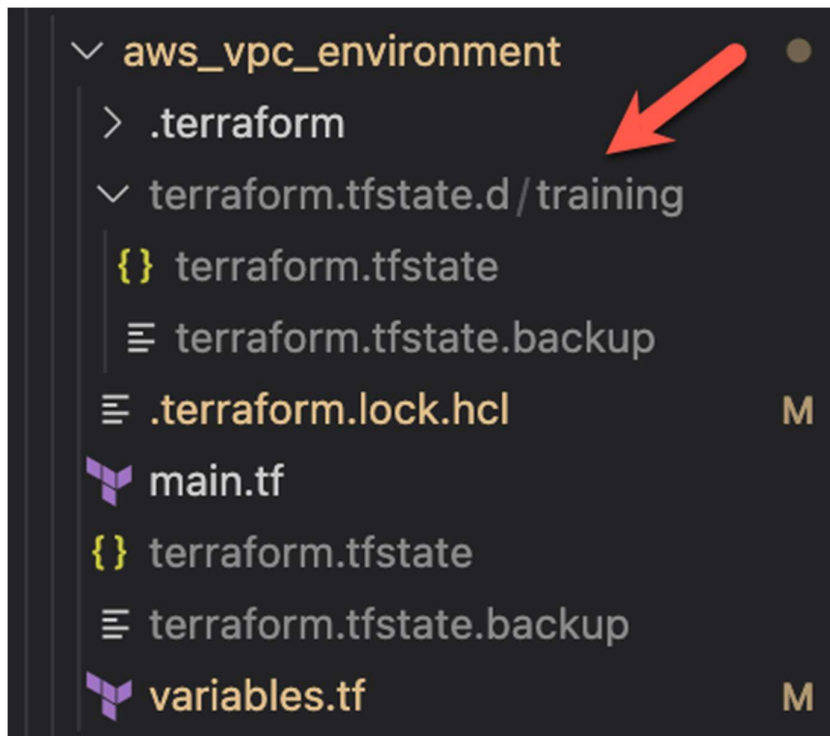 aws_vpc_environment
.terraform
terraform.tfstate.d/training
{} terraform.tfstate
terraform.tfstate.backup
.terraform.lock.hcl M
main.tf
{} terraform.tfstate
terraform.tfstate.backup
variables.tf M